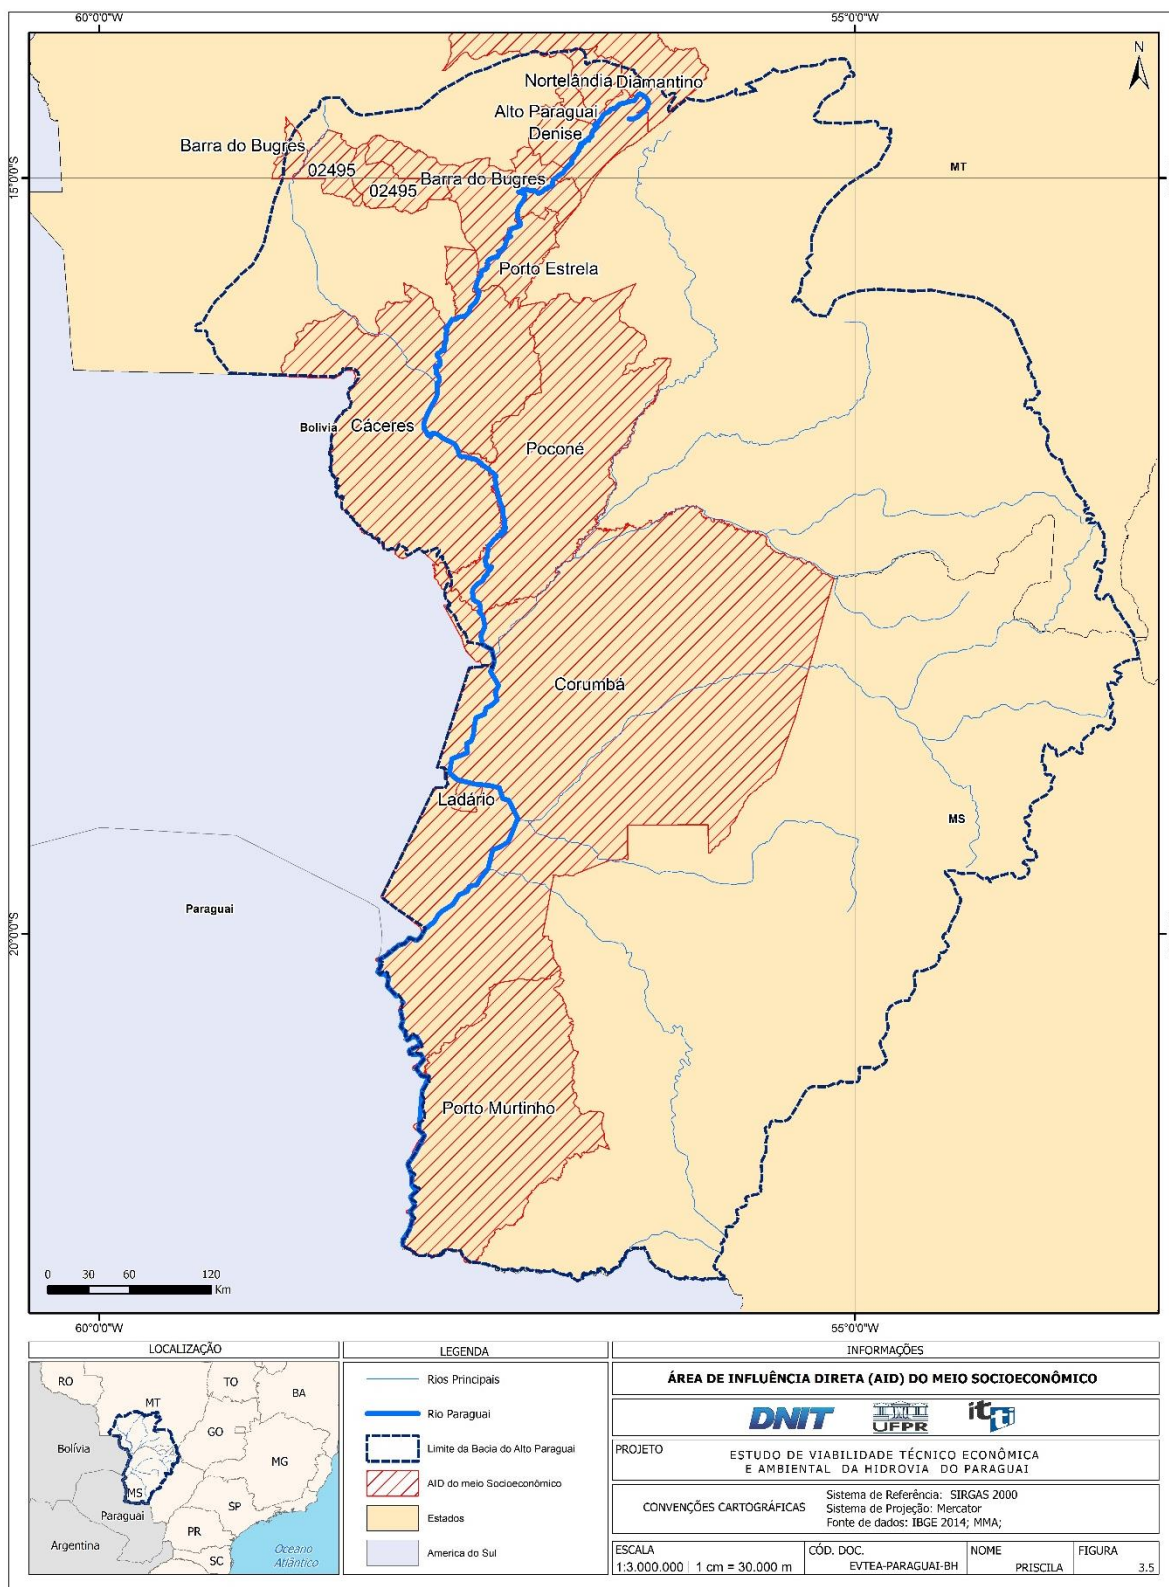 60°0'0"W
55°0'0"W
N
Nortelândia
Diamantino
Alto Paraguai
Denise
Barra do Bugres
02495
02495
Barra do Bugres
MT
15°0'0"S
Porto Estrela
Bolivia
Cáceres
Poconé
Corumbá
Ladário
MS
Paraguai
20°0'0"S
Porto Murtinho
0 30 60 120
Km
60°0'0"W
55°0'0"W
LOCALIZAÇÃO
RO
TO
BA
MT
GO
Bolívia
MG
MS
SP
Paraguai
PR
Argentina
SC
Oceano
Atlântico
LEGENDA
Rios Principais
Rio Paraguai
Limite da Bacia do Alto Paraguai
AID do meio Socioeconômico
Estados
America do Sul
INFORMAÇÕES
ÁREA DE INFLUÊNCIA DIRETA (AID) DO MEIO SOCIOECONÔMICO
DNIT
UFPR
itti
PROJETO
ESTUDO DE VIABILIDADE TÉCNICO ECONÔMICA
E AMBIENTAL DA HIDROVIA DO PARAGUAI
CONVENÇÕES CARTOGRÁFICAS
Sistema de Referência: SIRGAS 2000
Sistema de Projeção: Mercator
Fonte de dados: IBGE 2014; MMA;
ESCALA
1:3.000.000 1 cm = 30.000 m
CÓD. DOC.
EVTEA-PARAGUAI-BH
NOME
PRISCILA
FIGURA
3.5